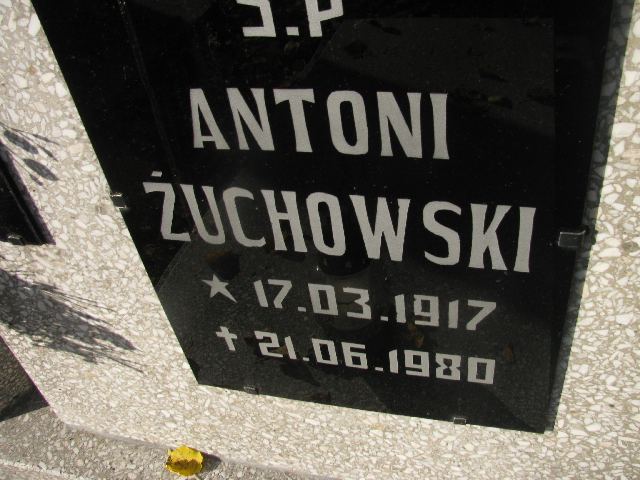 Ś.P
ANTONI
ŻUCHOWSKI
★ 17.03.1917
✝ 21.06.1980